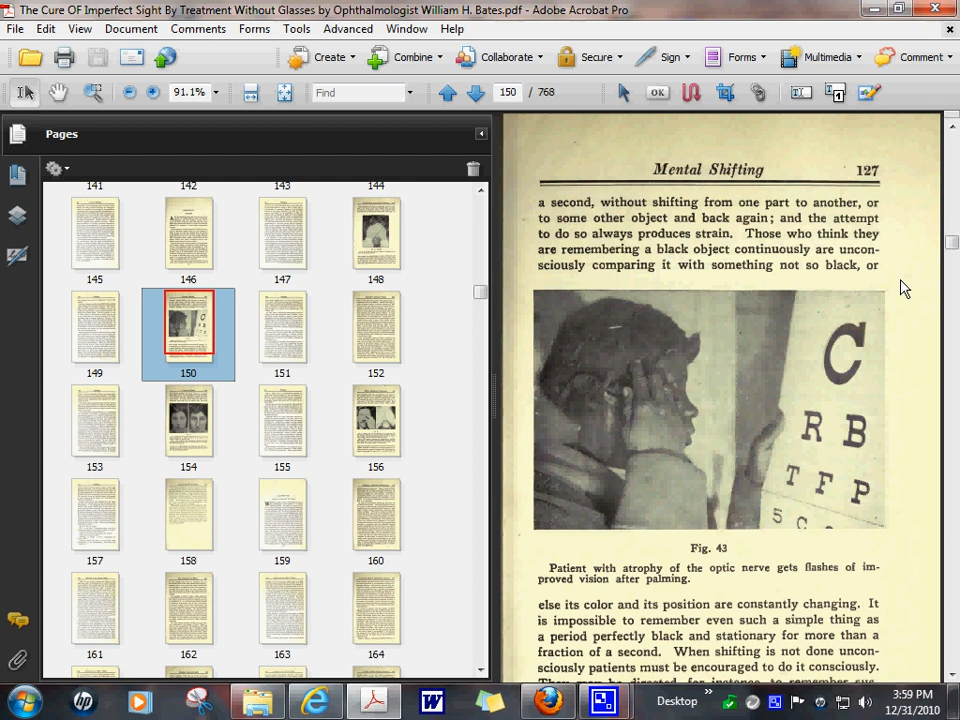 The Cure OF Imperfect Sight By Treatment Without Glasses by Ophthalmologist William H. Bates.pdf - Adobe Acrobat Pro
File Edit View Document Comments Forms Tools Advanced Window Help
Create Combine Collaborate Secure Sign Forms Multimedia Comment
91.1% Find 150 / 768 OK
Pages
141 142 143 144
145 146 147 148
149 150 151 152
153 154 155 156
157 158 159 160
161 162 163 164
Mental Shifting 127
a second, without shifting from one part to another, or
to some other object and back again; and the attempt
to do so always produces strain. Those who think they
are remembering a black object continuously are uncon-
sciously comparing it with something not so black, or
C
R B
T F P
5 C
Fig. 43
Patient with atrophy of the optic nerve gets flashes of im-
proved vision after palming.
else its color and its position are constantly changing. It
is impossible to remember even such a simple thing as
a period perfectly black and stationary for more than a
fraction of a second. When shifting is not done uncon-
sciously patients must be encouraged to do it consciously.
Desktop
3:59 PM
12/31/2010